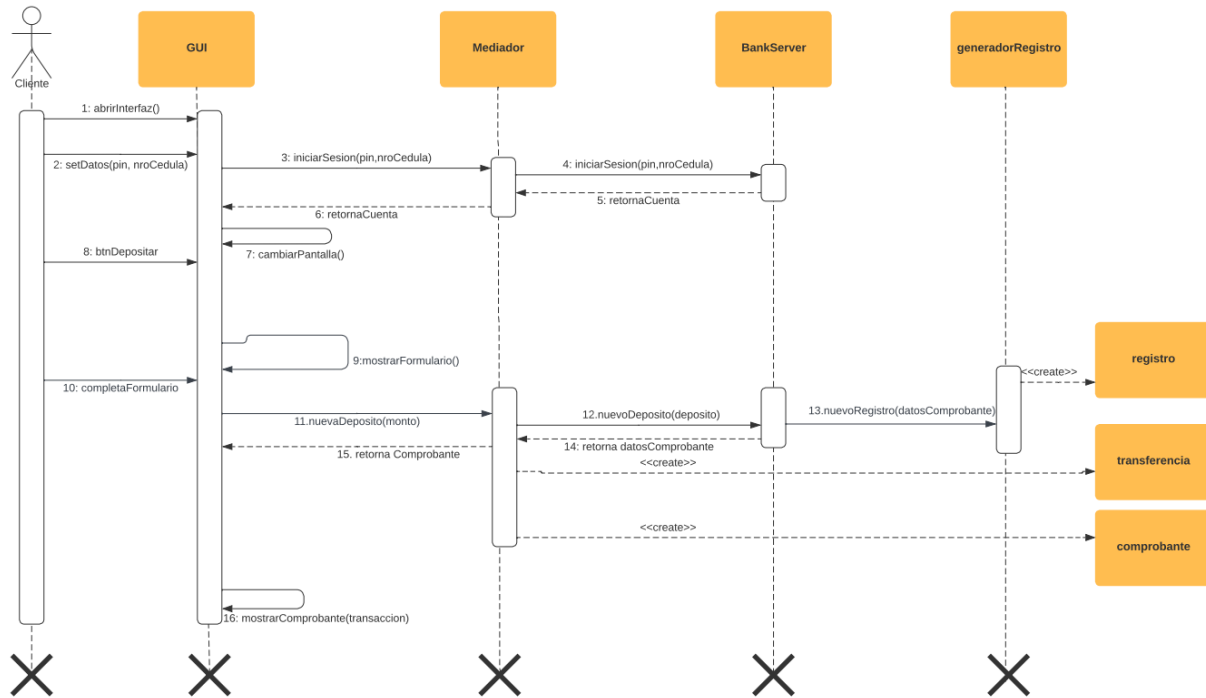 GUI
Mediador
BankServer
generadorRegistro
Cliente
1: abrirInterfaz()
2: setDatos(pin, nroCedula)
3: iniciarSesion(pin,nroCedula)
4: iniciarSesion(pin,nroCedula)
5: retornaCuenta
6: retornaCuenta
7: cambiarPantalla()
8: btnDepositar
9:mostrarFormulario()
registro
<<create>>
10: completaFormulario
11.nuevaDeposito(monto)
12.nuevoDeposito(deposito)
13.nuevoRegistro(datosComprobante)
14: retorna datosComprobante
15. retorna Comprobante
<<create>>
transferencia
<<create>>
comprobante
16: mostrarComprobante(transaccion)